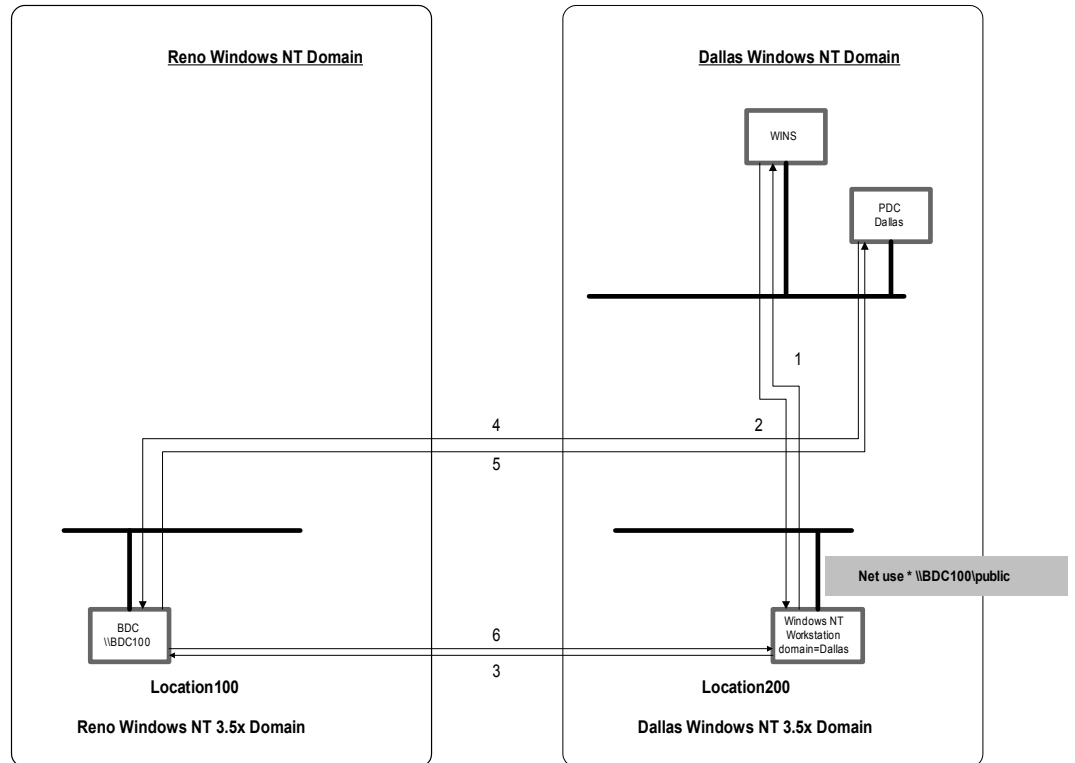 Reno Windows NT Domain
Dallas Windows NT Domain
WINS
PDC
Dallas
1
2
4
5
Net use * \\BDC100\public
BDC
\\BDC100
Windows NT
Workstation
domain=Dallas
6
3
Location100
Location200
Reno Windows NT 3.5x Domain
Dallas Windows NT 3.5x Domain